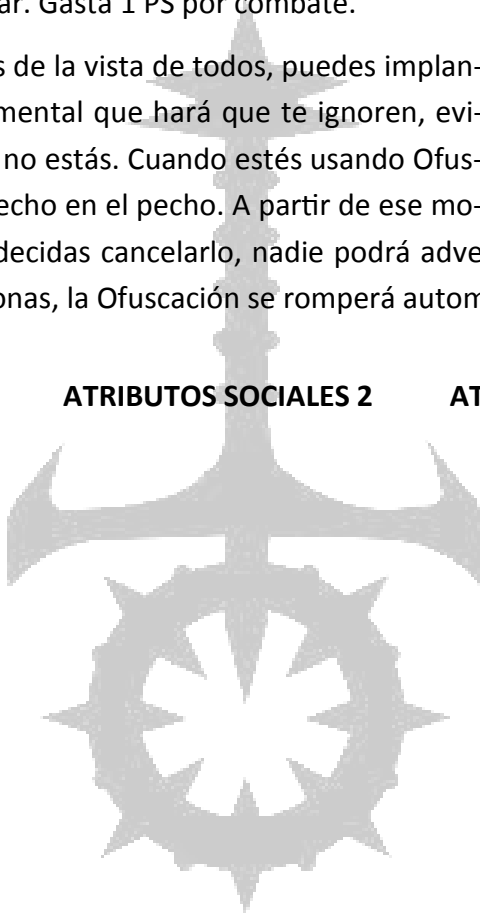 ar. Gasta 1 PS por combate.
s de la vista de todos, puedes implan-
mental que hará que te ignoren, evi-
no estás. Cuando estés usando Ofus-
echo en el pecho. A partir de ese mo-
decidas cancelarlo, nadie podrá adve
onas, la Ofuscación se romperá autom
ATRIBUTOS SOCIALES 2 AT